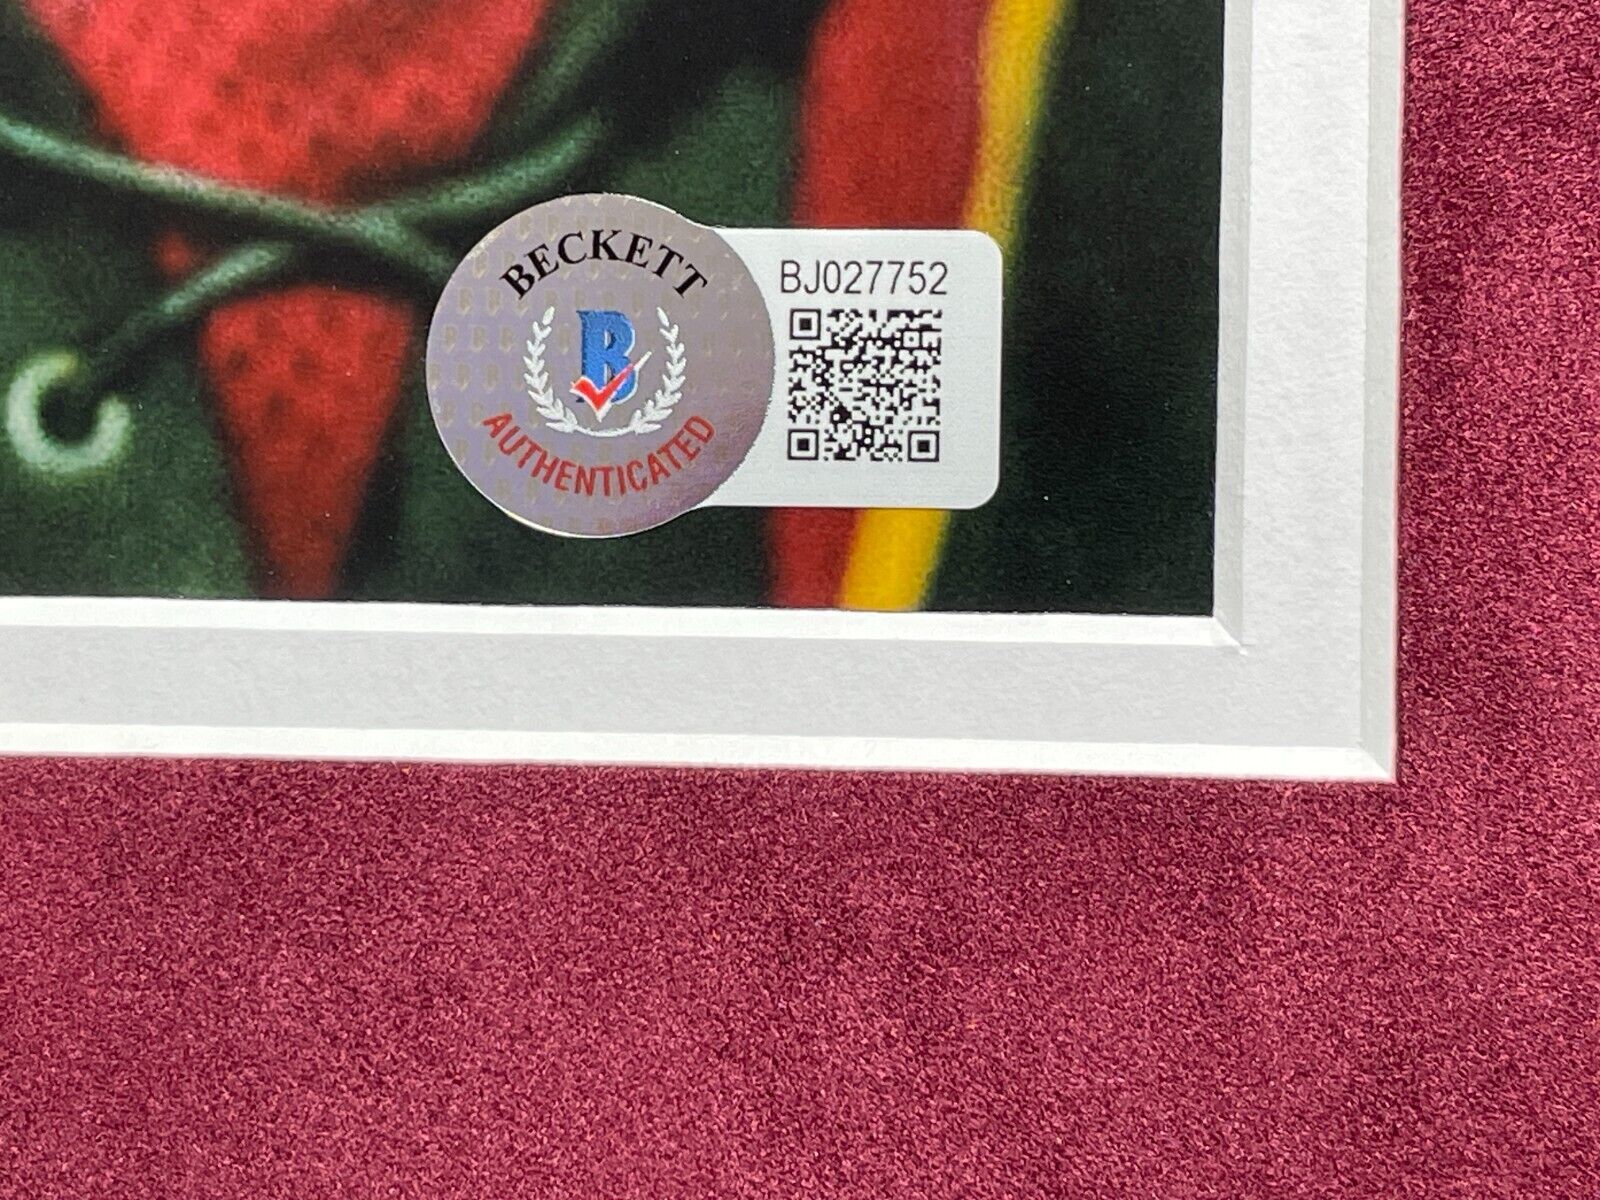 BECKETT
B
AUTHENTICATED
BJ027752